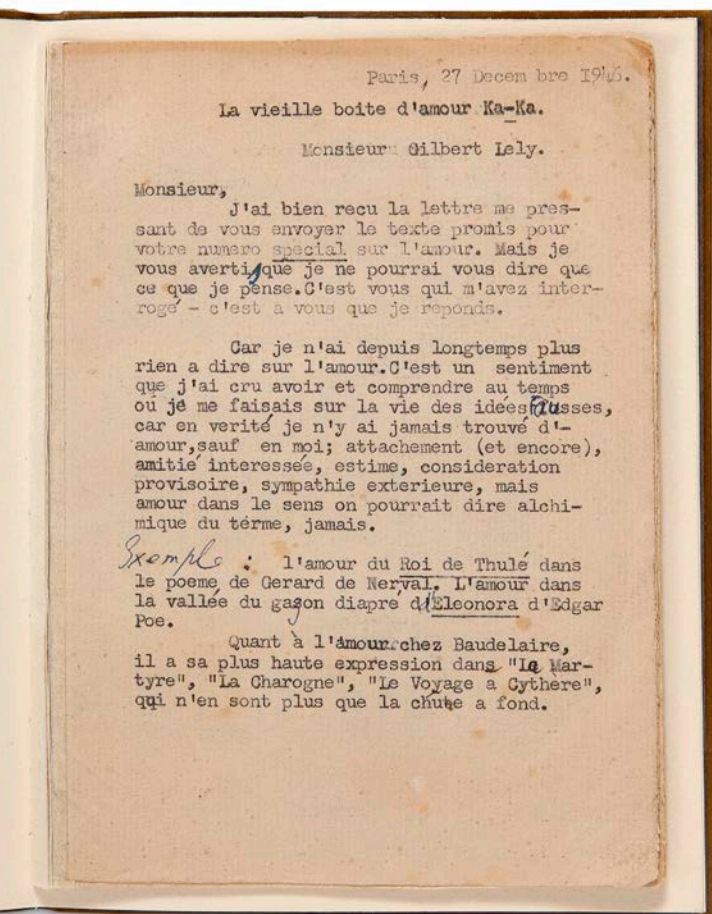 Paris, 27 Decem bre 1946.
La vieille boite d'amour Ka-Ka.
Monsieur Gilbert Lely.
Monsieur,
J'ai bien recu la lettre me pres-
sant de vous envoyer le texte promis pour
votre numero special sur l'amour. Mais je
vous averti,que je ne pourrai vous dire que
ce que je pense.C'est vous qui m'avez inter-
rogé - c'est a vous que je reponds.
Car je n'ai depuis longtemps plus
rien a dire sur l'amour.C'est un sentiment
que j'ai cru avoir et comprendre au temps
où je me faisais sur la vie des idées Fausses,
car en verité je n'y ai jamais trouvé d'-
amour,sauf en moi; attachement (et encore),
amitié interessée, estime, consideration
provisoire, sympathie exterieure, mais
amour dans le sens on pourrait dire alchi-
mique du terme, jamais.
Exemple : l'amour du Roi de Thulé dans
le poeme de Gerard de Nerval. L'amour dans
la vallée du gazon diapré d'Eleonora d'Edgar
Poe.
Quant à l'amour chez Baudelaire,
il a sa plus haute expression dans "La Mar-
tyre", "La Charogne", "Le Voyage a Cythère",
qui n'en sont plus que la chute a fond.